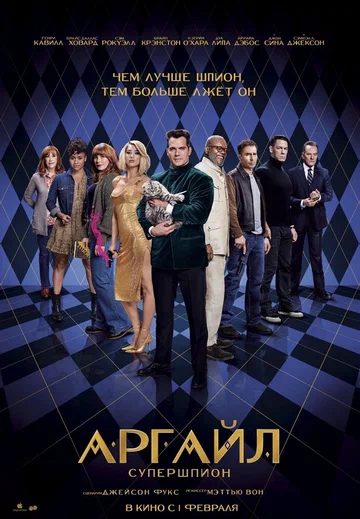 ГЕНРИ КАВИЛЛ БРАЙС ДАЛЛАС ХОВАРД СЭМ РОКУЭЛЛ БРАЙАН КРЭНСТОН КЭТРИН О'ХАРА ДУА ЛИПА АРИАНА ДЭБОС ДЖОН СИНА СЭМЮЭЛ Л. ДЖЕКСОН
ЧЕМ ЛУЧШЕ ШПИОН,
ТЕМ БОЛЬШЕ ЛЖЁТ ОН
АРГАЙЛ
СУПЕРШПИОН
СЦЕНАРИЙ ДЖЕЙСОН ФУКС РЕЖИССЕР МЭТТЬЮ ВОН
В КИНО С 1 ФЕВРАЛЯ